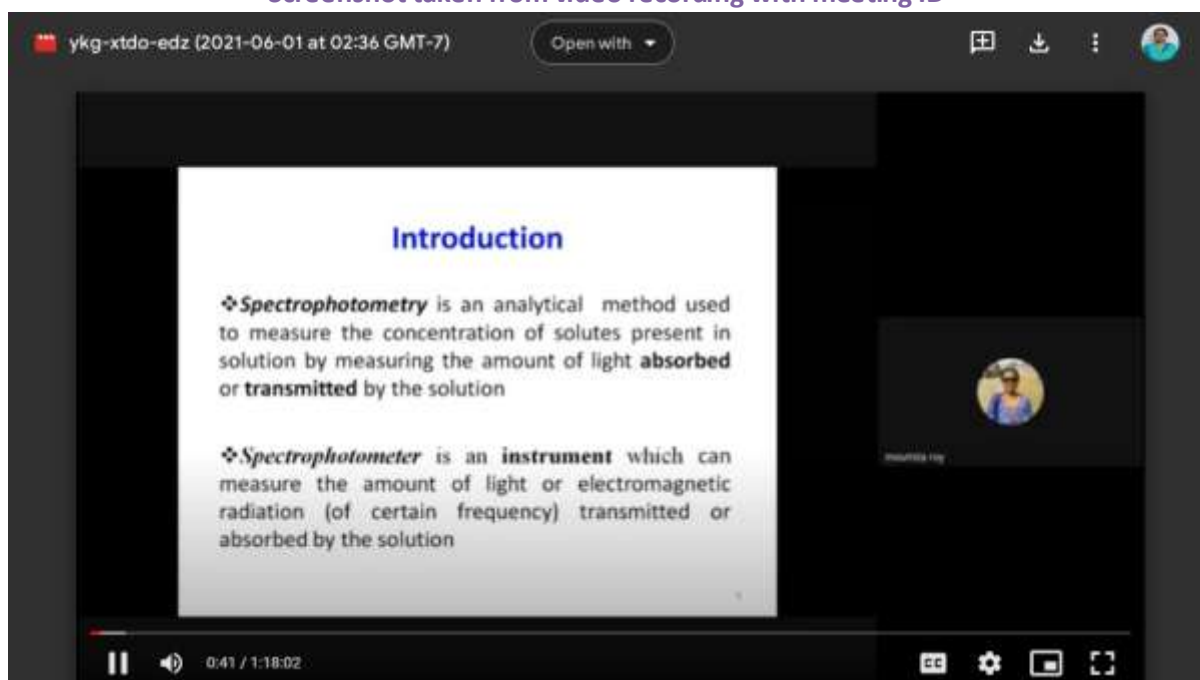 Screenshot taken from video recording with meeting ID
ykg-xtdo-edz (2021-06-01 at 02:36 GMT-7)
Open with
Introduction
❖Spectrophotometry is an analytical method used
to measure the concentration of solutes present in
solution by measuring the amount of light absorbed
or transmitted by the solution
❖Spectrophotometer is an instrument which can
measure the amount of light or electromagnetic
radiation (of certain frequency) transmitted or
absorbed by the solution
moumita roy
0:41 / 1:18:02
CC